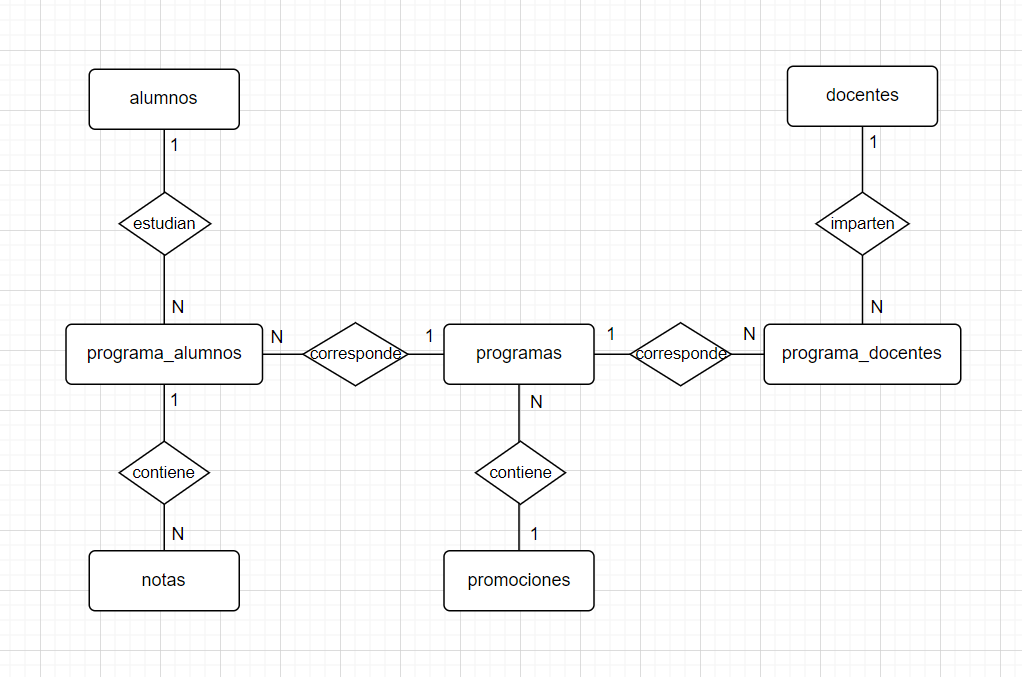 alumnos
docentes
1
1
estudian
imparten
N
N
programa_alumnos
N
corresponde
1
programas
1
corresponde
N
programa_docentes
1
N
contiene
contiene
N
1
notas
promociones